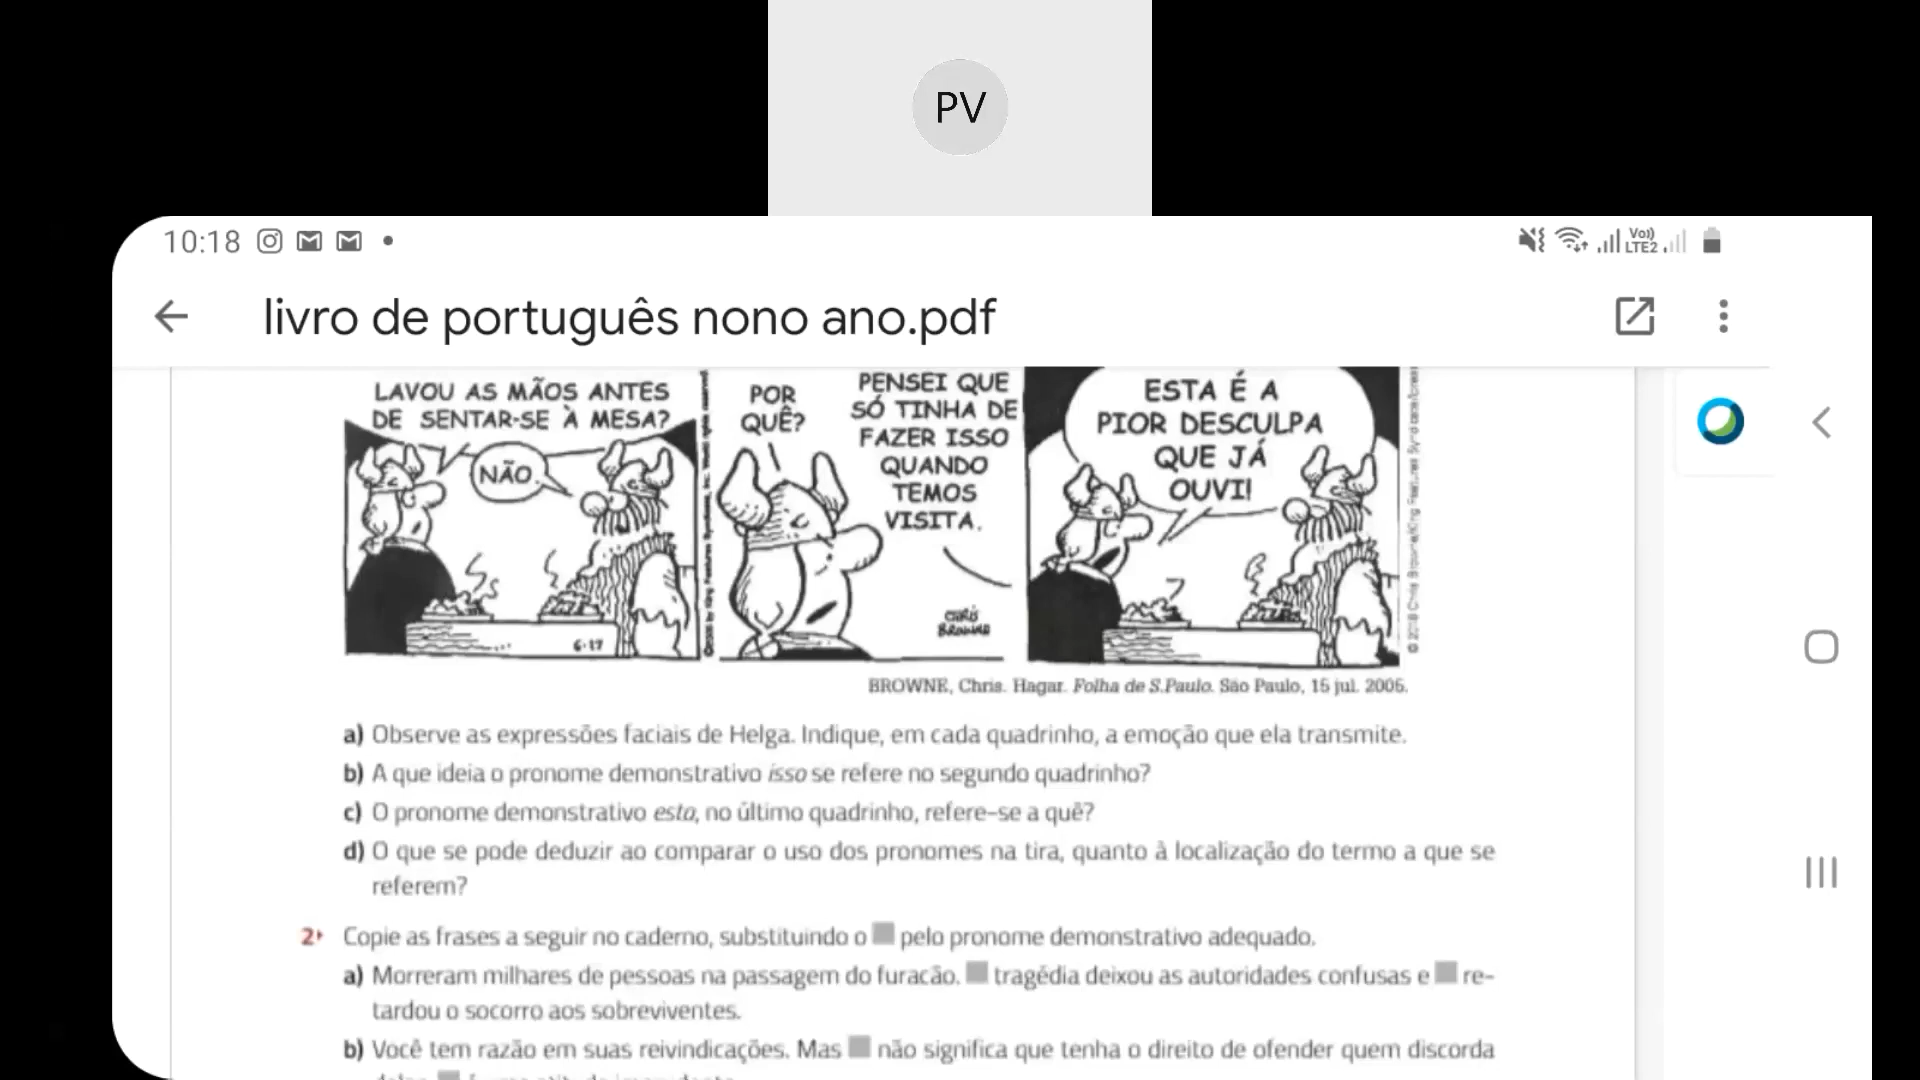 PV
10:18
Vo))
LTE2
livro de português nono ano.pdf
LAVOU AS MÃOS ANTES
DE SENTAR-SE À MESA?
NÃO.
6-17
POR
QUÊ?
PENSEI QUE
SÓ TINHA DE
FAZER ISSO
QUANDO
TEMOS
VISITA.
CHRIS
BROWNE
ESTA É A
PIOR DESCULPA
QUE JÁ
OUVI!
BROWNE, Chris. Hagar. Folha de S.Paulo. São Paulo, 15 jul. 2005.
a) Observe as expressões faciais de Helga. Indique, em cada quadrinho, a emoção que ela transmite.
b) A que ideia o pronome demonstrativo isso se refere no segundo quadrinho?
c) O pronome demonstrativo esta, no último quadrinho, refere-se a quê?
d) O que se pode deduzir ao comparar o uso dos pronomes na tira, quanto à localização do termo a que se
referem?
2 Copie as frases a seguir no caderno, substituindo o pelo pronome demonstrativo adequado.
a) Morreram milhares de pessoas na passagem do furacão. tragédia deixou as autoridades confusas e re-
tardou o socorro aos sobreviventes.
b) Você tem razão em suas reivindicações. Mas não significa que tenha o direito de ofender quem discorda